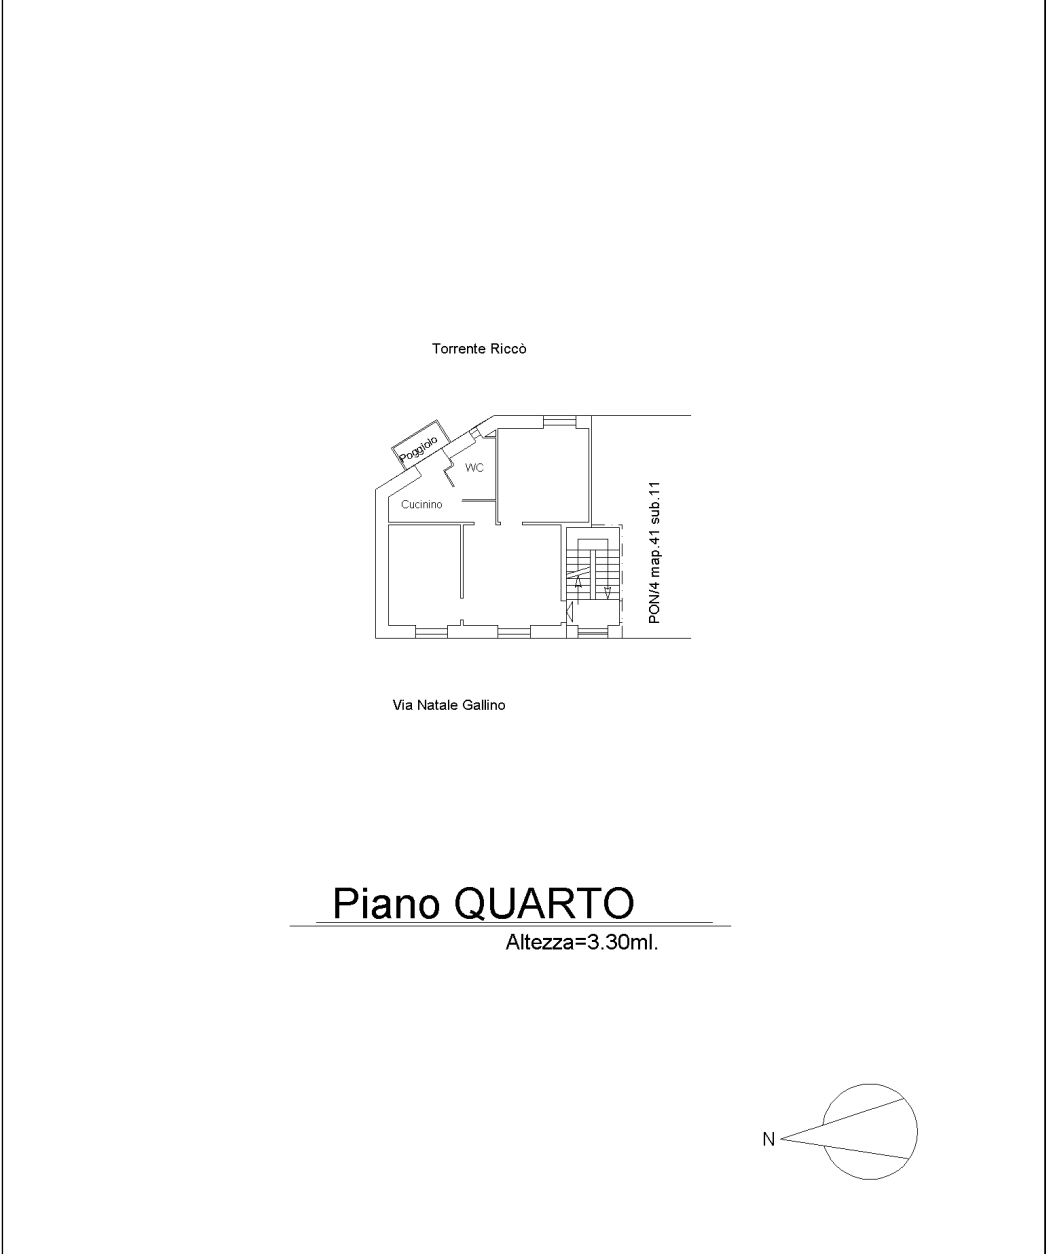 Torrente Riccò
Poggiolo
WC
Cucinino
PON/4 map.41 sub.11
Via Natale Gallino
Piano QUARTO
Altezza=3.30ml.
N